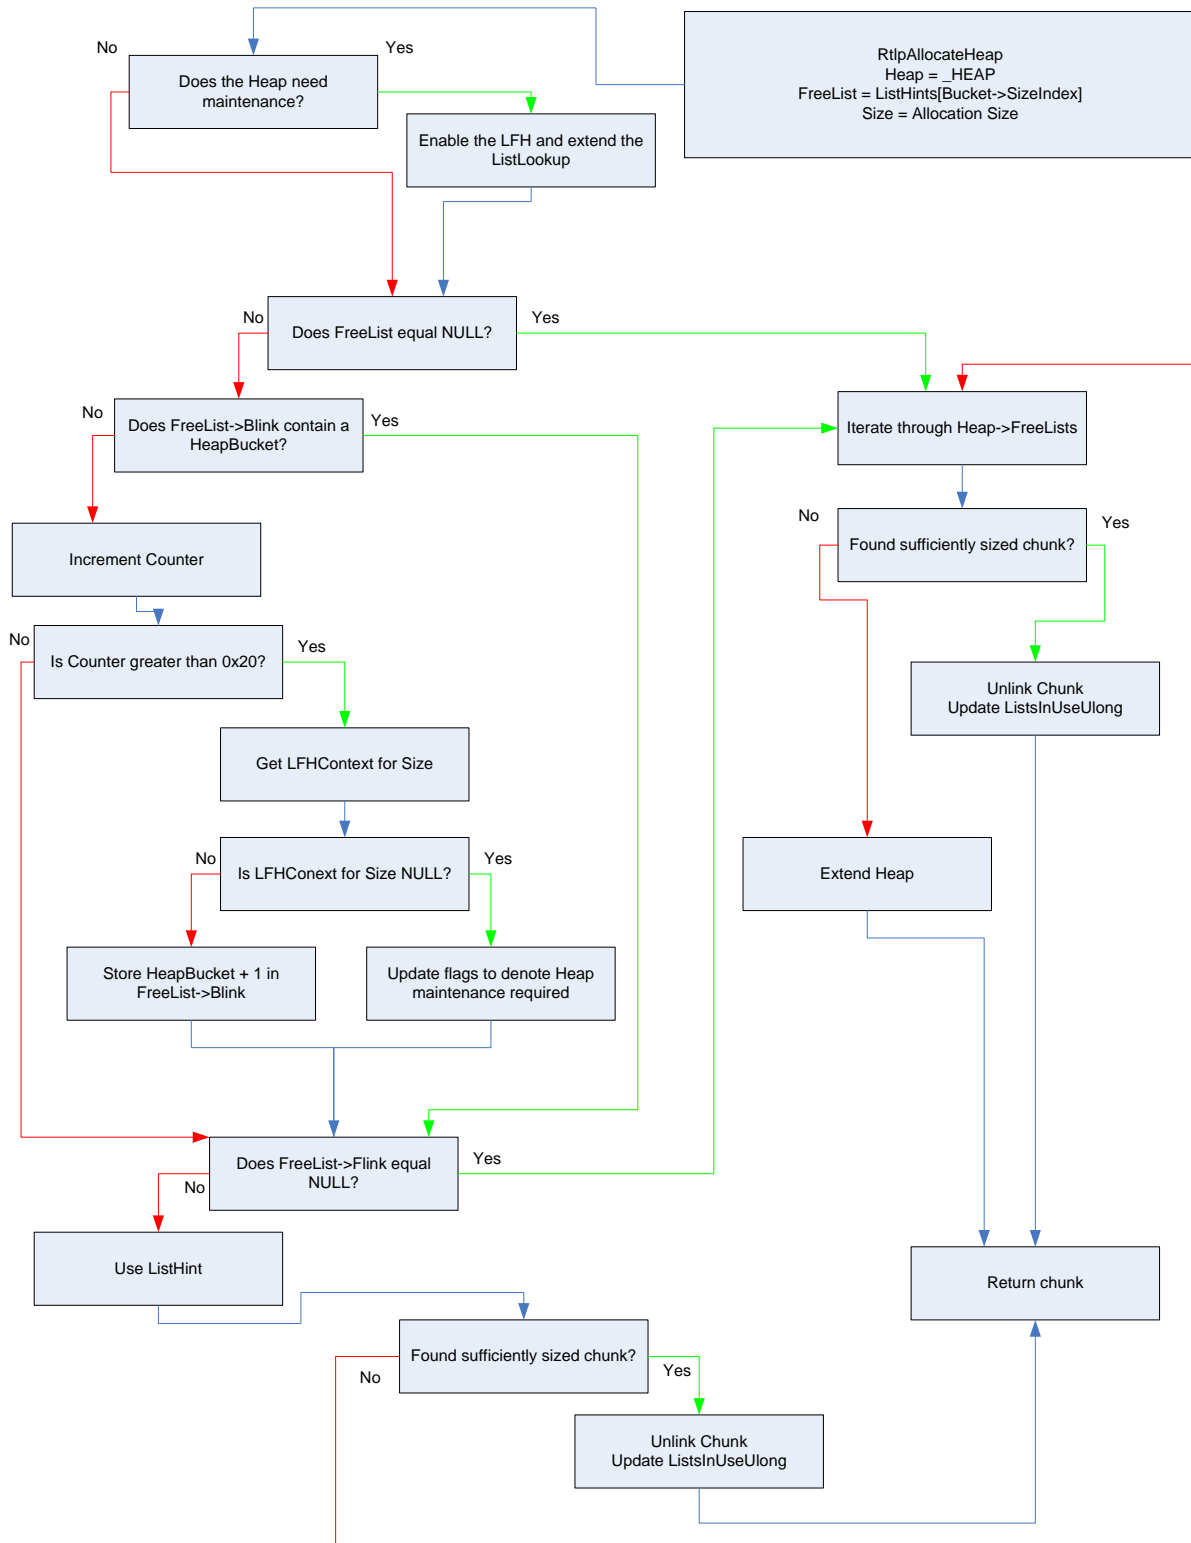 RtlpAllocateHeap
Heap = _HEAP
FreeList = ListHints[Bucket->SizeIndex]
Size = Allocation Size
No
Yes
Does the Heap need
maintenance?
Enable the LFH and extend the
ListLookup
No
Yes
Does FreeList equal NULL?
No
Yes
Does FreeList->Blink contain a
HeapBucket?
Iterate through Heap->FreeLists
No
Yes
Found sufficiently sized chunk?
Increment Counter
No
Yes
Is Counter greater than 0x20?
Unlink Chunk
Update ListsInUseUlong
Get LFHContext for Size
No
Yes
Is LFHConext for Size NULL?
Extend Heap
Store HeapBucket + 1 in
FreeList->Blink
Update flags to denote Heap
maintenance required
Does FreeList->Flink equal
NULL?
Yes
No
Use ListHint
Return chunk
Found sufficiently sized chunk?
No
Yes
Unlink Chunk
Update ListsInUseUlong